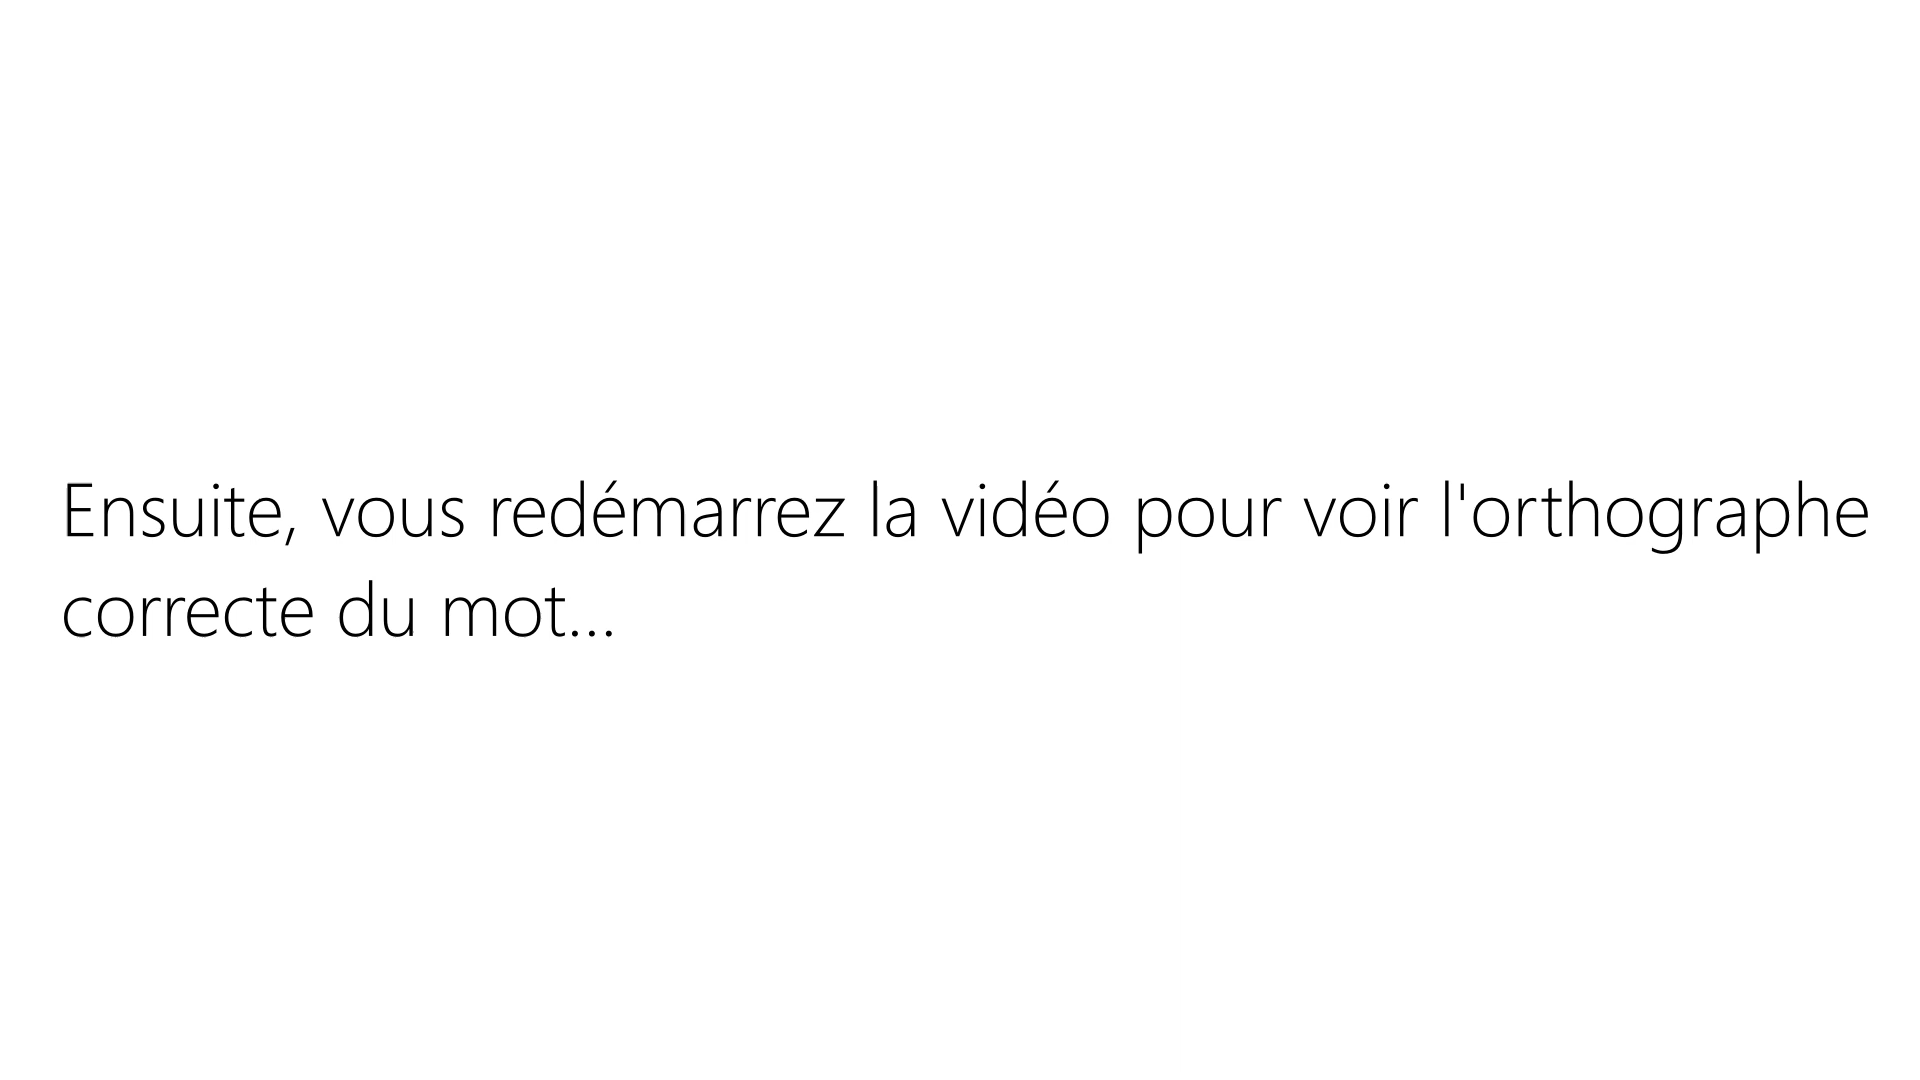 Ensuite, vous redémarrez la vidéo pour voir l'orthographe
correcte du mot...